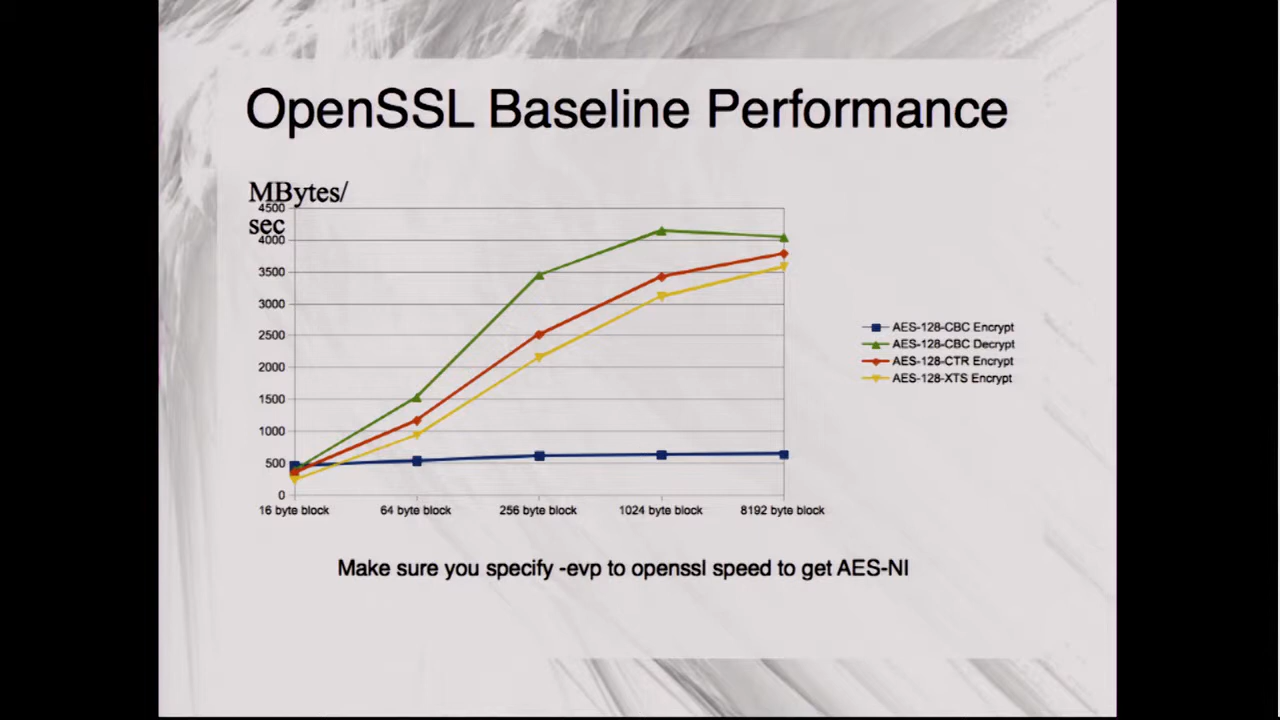 OpenSSL Baseline Performance
MBytes/
sec
4500
4000
3500
3000
2500
2000
1500
1000
500
0
16 byte block
64 byte block
256 byte block
1024 byte block
8192 byte block
AES-128-CBC Encrypt
AES-128-CBC Decrypt
AES-128-CTR Encrypt
AES-128-XTS Encrypt
Make sure you specify -evp to openssl speed to get AES-NI